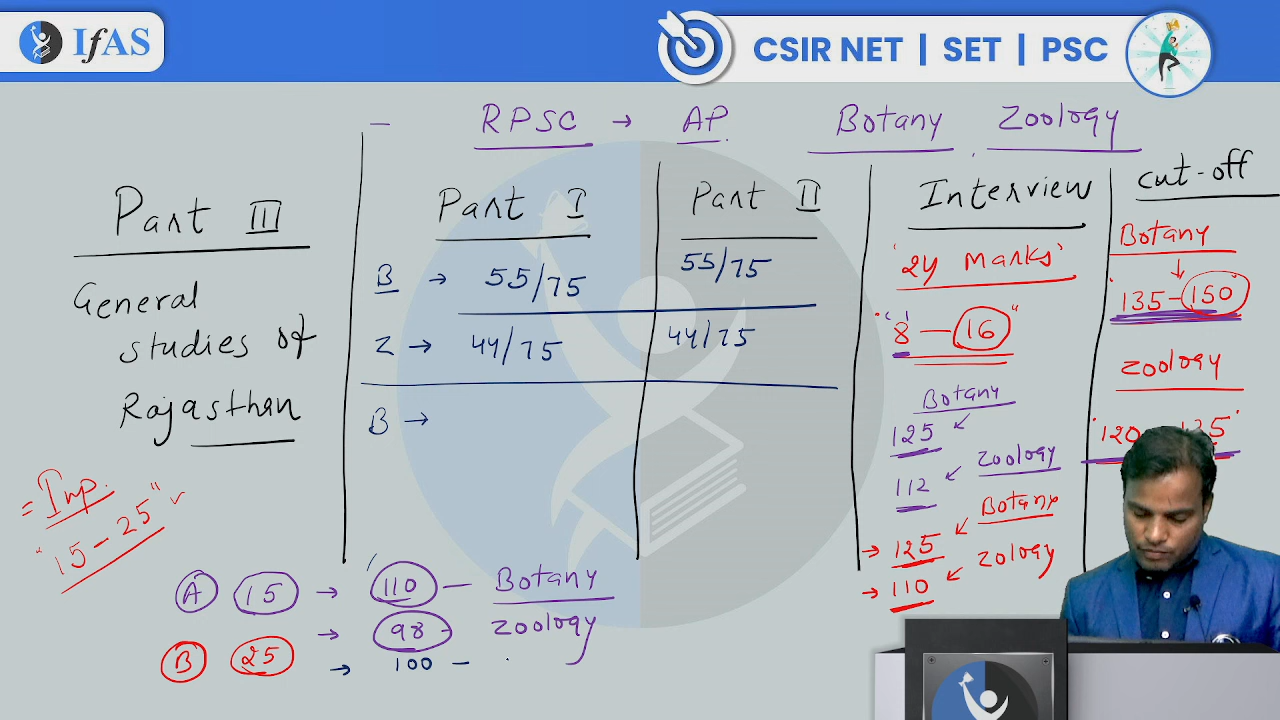 IfAS
CSIR NET | SET | PSC
– RPSC → AP Botany, Zoology
Part III
General
studies of
Rajasthan
= Imp.
"15 – 25" ✓
Part I
Part II
B → 55/75
55/75
Z → 44/75
44/75
B →
Interview
'24 marks'
"8 – 16"
Botany
125 ↙
112 ↙ Zoology
→ 125 ↙ Botany
→ 110 ↙ Zology
cut-off
Botany
↓
"135 – 150"
Zoology
A 15 → 110 – Botany
→ 98 – Zoology
B 25 → 100 –